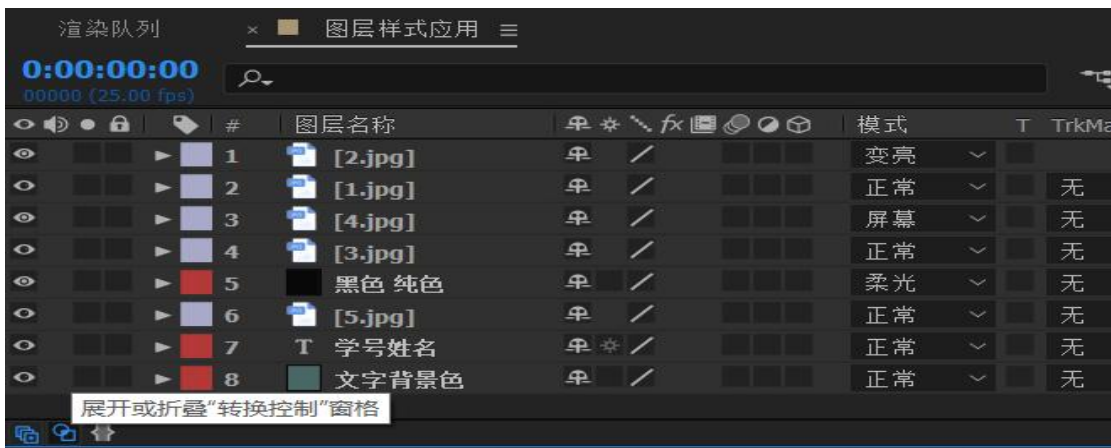 渲染队列 × 图层样式应用
0:00:00:00
00000 (25.00 fps)
# 图层名称 fx 模式 T TrkMa
1 [2.jpg] 变亮
2 [1.jpg] 正常 无
3 [4.jpg] 屏幕 无
4 [3.jpg] 正常 无
5 黑色 纯色 柔光 无
6 [5.jpg] 正常 无
7 T 学号姓名 正常 无
8 文字背景色 正常 无
展开或折叠“转换控制”窗格